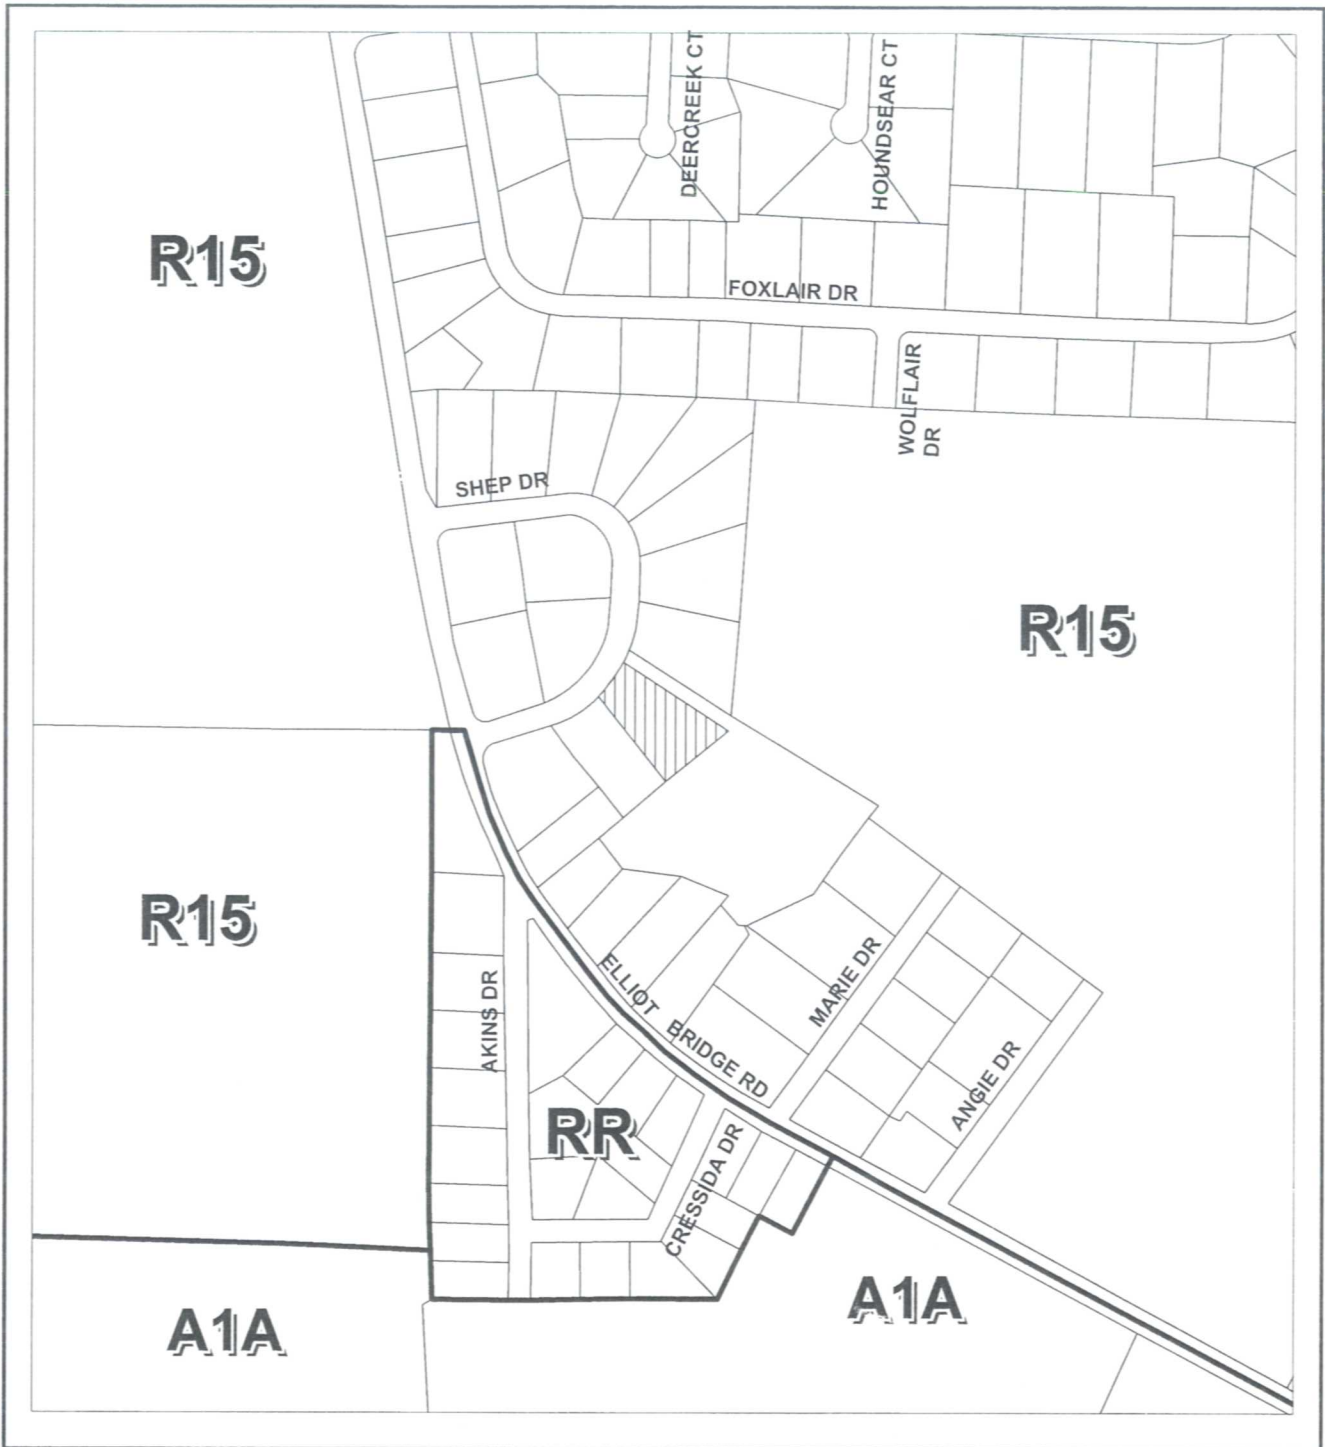 DEERCREEK CT
HOUNDSEAR CT
R15
FOXLAIR DR
WOLFLAIR
DR
SHEP DR
R15
R15
AKINS DR
ELLIOT BRIDGE RD
MARIE DR
ANGIE DR
RR
CRESSIDA DR
A1A
A1A